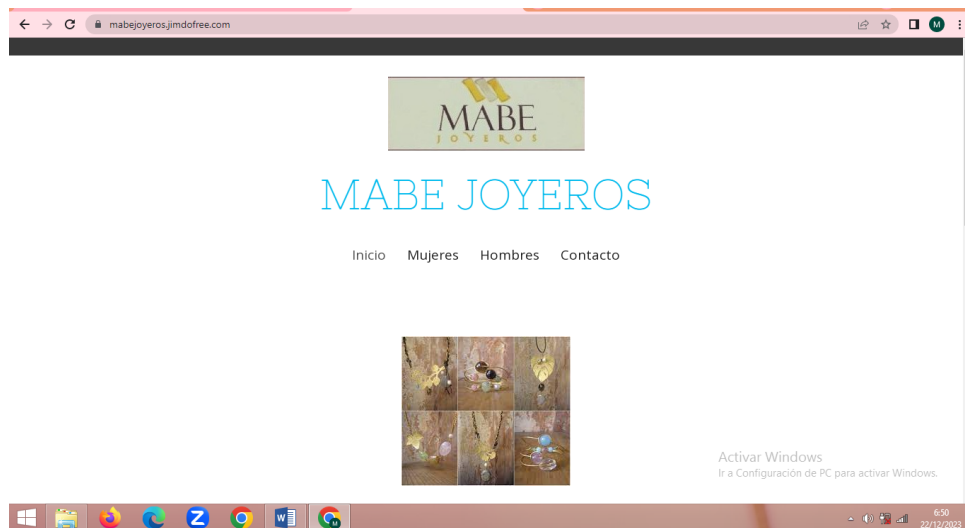 mabejoyeros.jimdofree.com
M
MABE
JOYEROS
MABE JOYEROS
Inicio Mujeres Hombres Contacto
Activar Windows
Ir a Configuración de PC para activar Windows.
6:50
22/12/2023